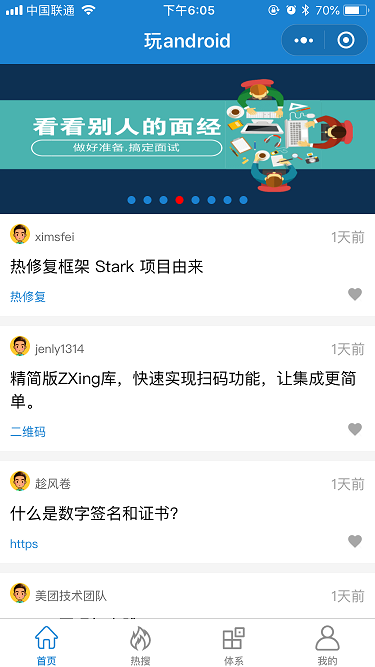 中国联通 下午6:05 70%
玩android
看看别人的面经
做好准备.搞定面试
ximsfei 1天前
热修复框架 Stark 项目由来
热修复
jenly1314 1天前
精简版ZXing库，快速实现扫码功能，让集成更简
单。
二维码
趁风卷 1天前
什么是数字签名和证书？
https
美团技术团队 1天前
首页 热搜 体系 我的